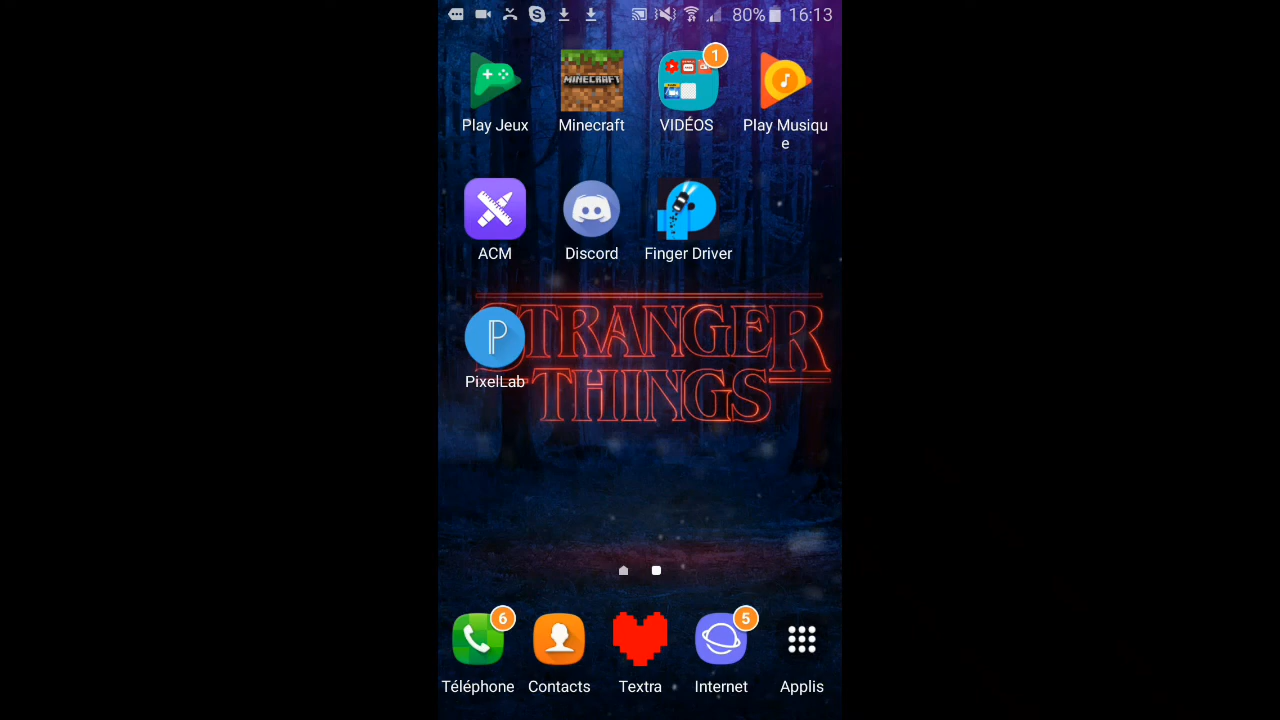 80% 16:13
MINECRAFT
1
Play Jeux
Minecraft
VIDÉOS
Play Musiqu
e
ACM
Discord
Finger Driver
STRANGER
THINGS
P
PixelLab
6
5
Téléphone
Contacts
Textra
Internet
Applis